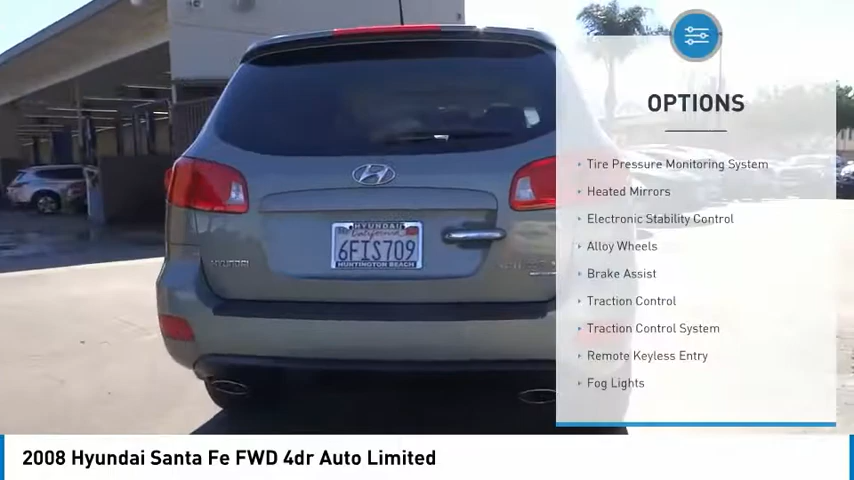 OPTIONS
Tire Pressure Monitoring System
Heated Mirrors
Electronic Stability Control
Alloy Wheels
Brake Assist
Traction Control
Traction Control System
Remote Keyless Entry
Fog Lights
HYUNDAI
California
6FIS709
HUNTINGTON BEACH
HYUNDAI
2008 Hyundai Santa Fe FWD 4dr Auto Limited